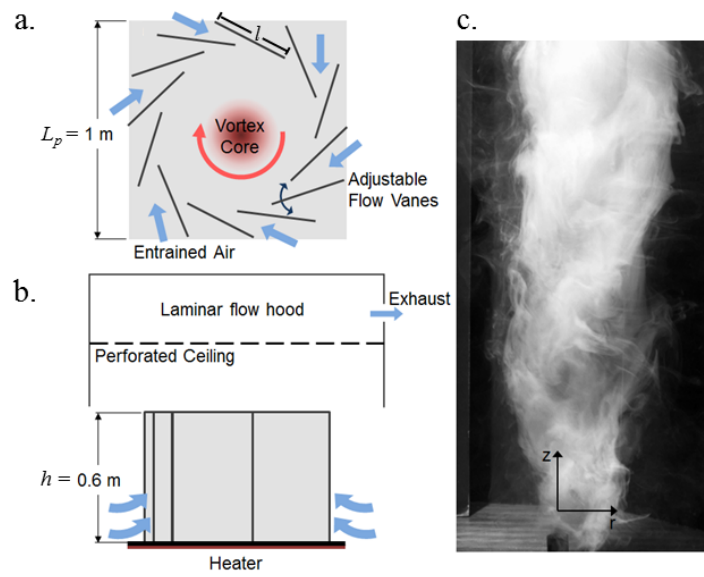 a.
l
L_p = 1 m
Vortex
Core
Adjustable
Flow Vanes
Entrained Air
b.
Laminar flow hood
Exhaust
Perforated Ceiling
h = 0.6 m
Heater
c.
z
r